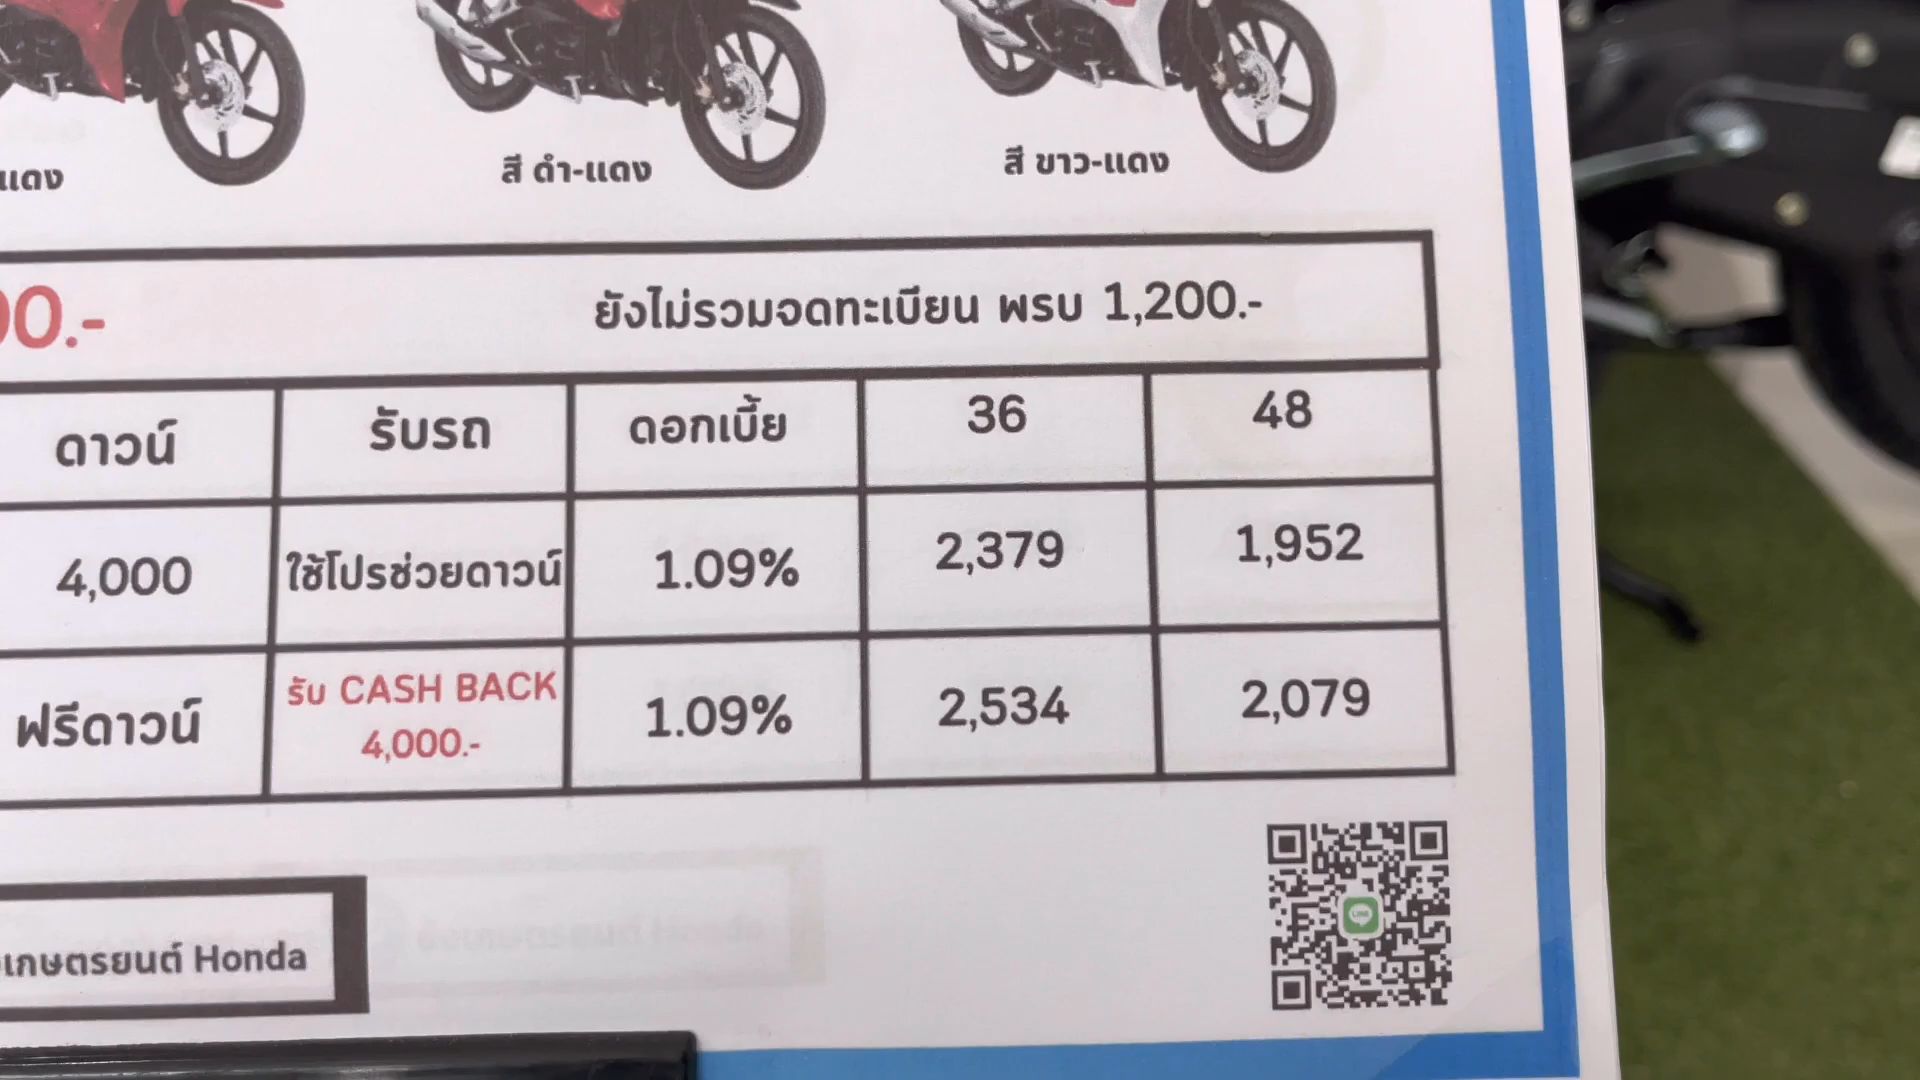 แดง
สี ดำ-แดง
สี ขาว-แดง
00.-
ยังไม่รวมจดทะเบียน พรบ 1,200.-
ดาวน์ รับรถ ดอกเบี้ย 36 48
4,000 ใช้โปรช่วยดาวน์ 1.09% 2,379 1,952
ฟรีดาวน์ รับ CASH BACK 4,000.- 1.09% 2,534 2,079
เกษตรยนต์ Honda
LINE